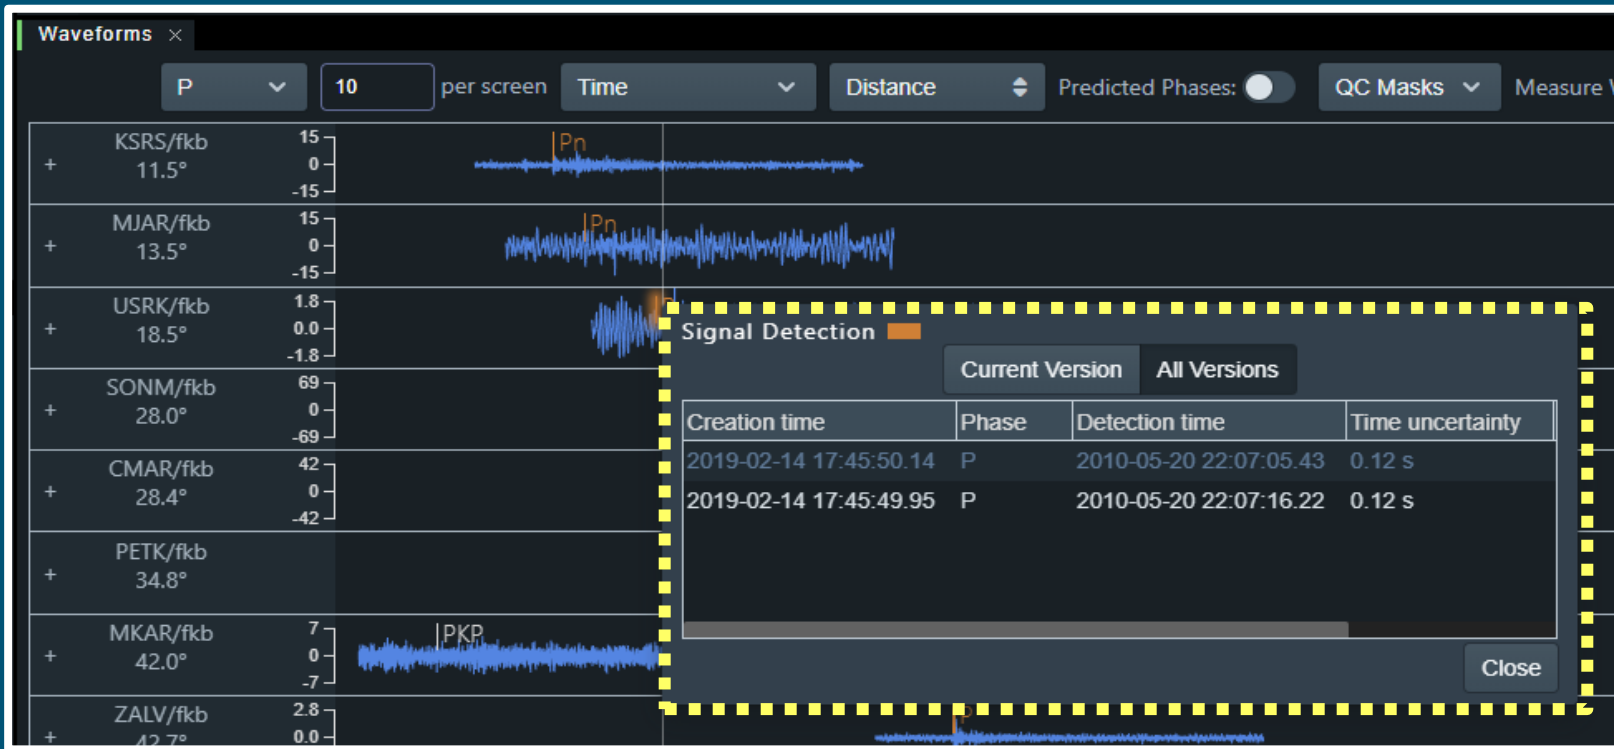 Waveforms ×
P 10 per screen Time Distance Predicted Phases: QC Masks Measure
KSRS/fkb
11.5°
15
0
-15
Pn
MJAR/fkb
13.5°
15
0
-15
Pn
USRK/fkb
18.5°
1.8
0.0
-1.8
SONM/fkb
28.0°
69
0
-69
CMAR/fkb
28.4°
42
0
-42
PETK/fkb
34.8°
MKAR/fkb
42.0°
7
0
-7
PKP
ZALV/fkb
42.7°
2.8
0.0
P
Signal Detection
Current Version All Versions
Creation time Phase Detection time Time uncertainty
2019-02-14 17:45:50.14 P 2010-05-20 22:07:05.43 0.12 s
2019-02-14 17:45:49.95 P 2010-05-20 22:07:16.22 0.12 s
Close